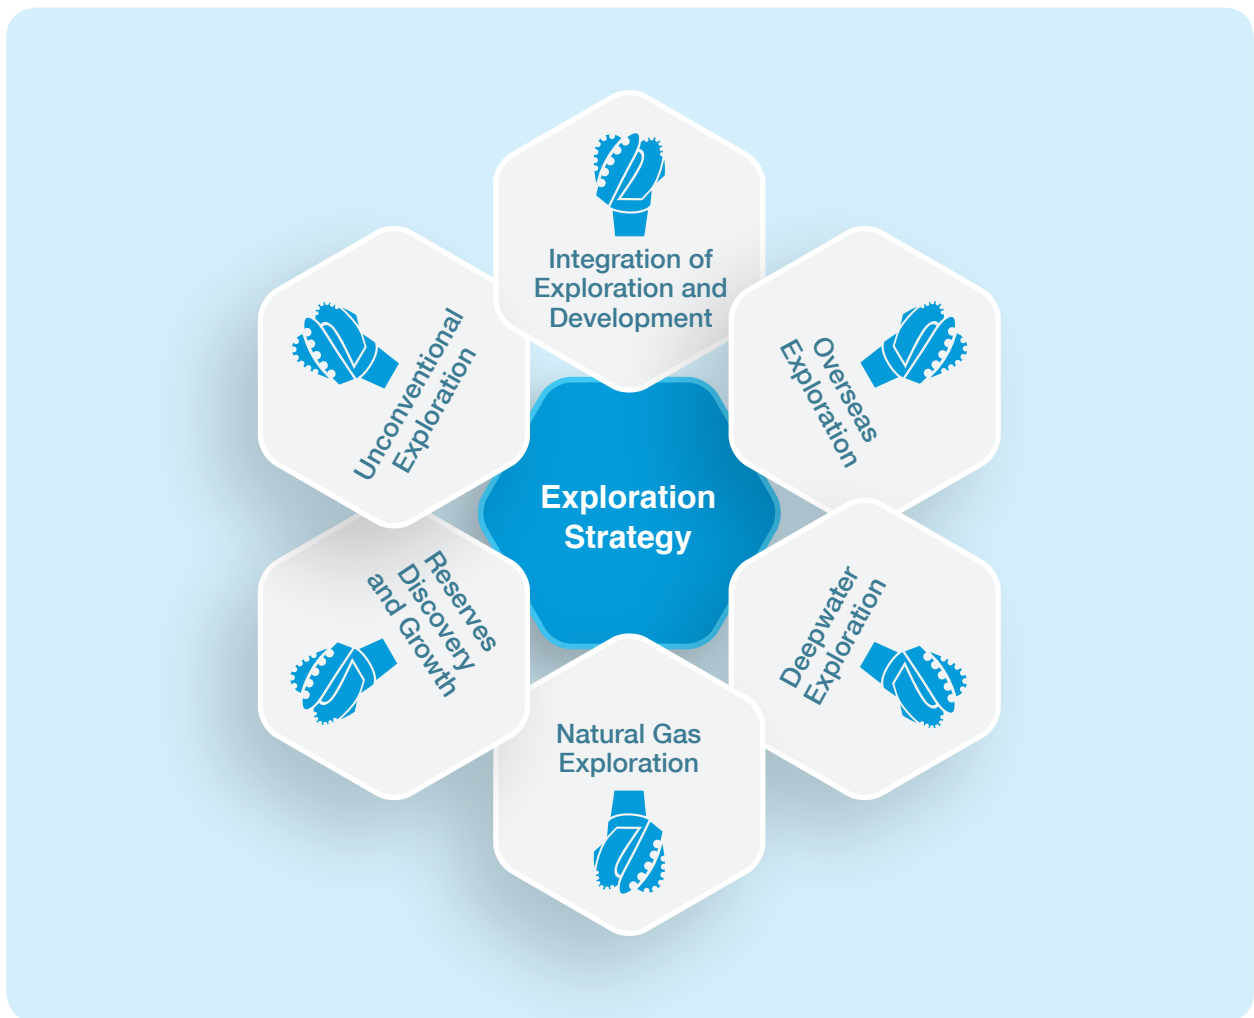 Integration of
Exploration and
Development
Overseas
Exploration
Deepwater
Exploration
Natural Gas
Exploration
Reserves
Discovery
and Growth
Unconventional
Exploration
Exploration
Strategy